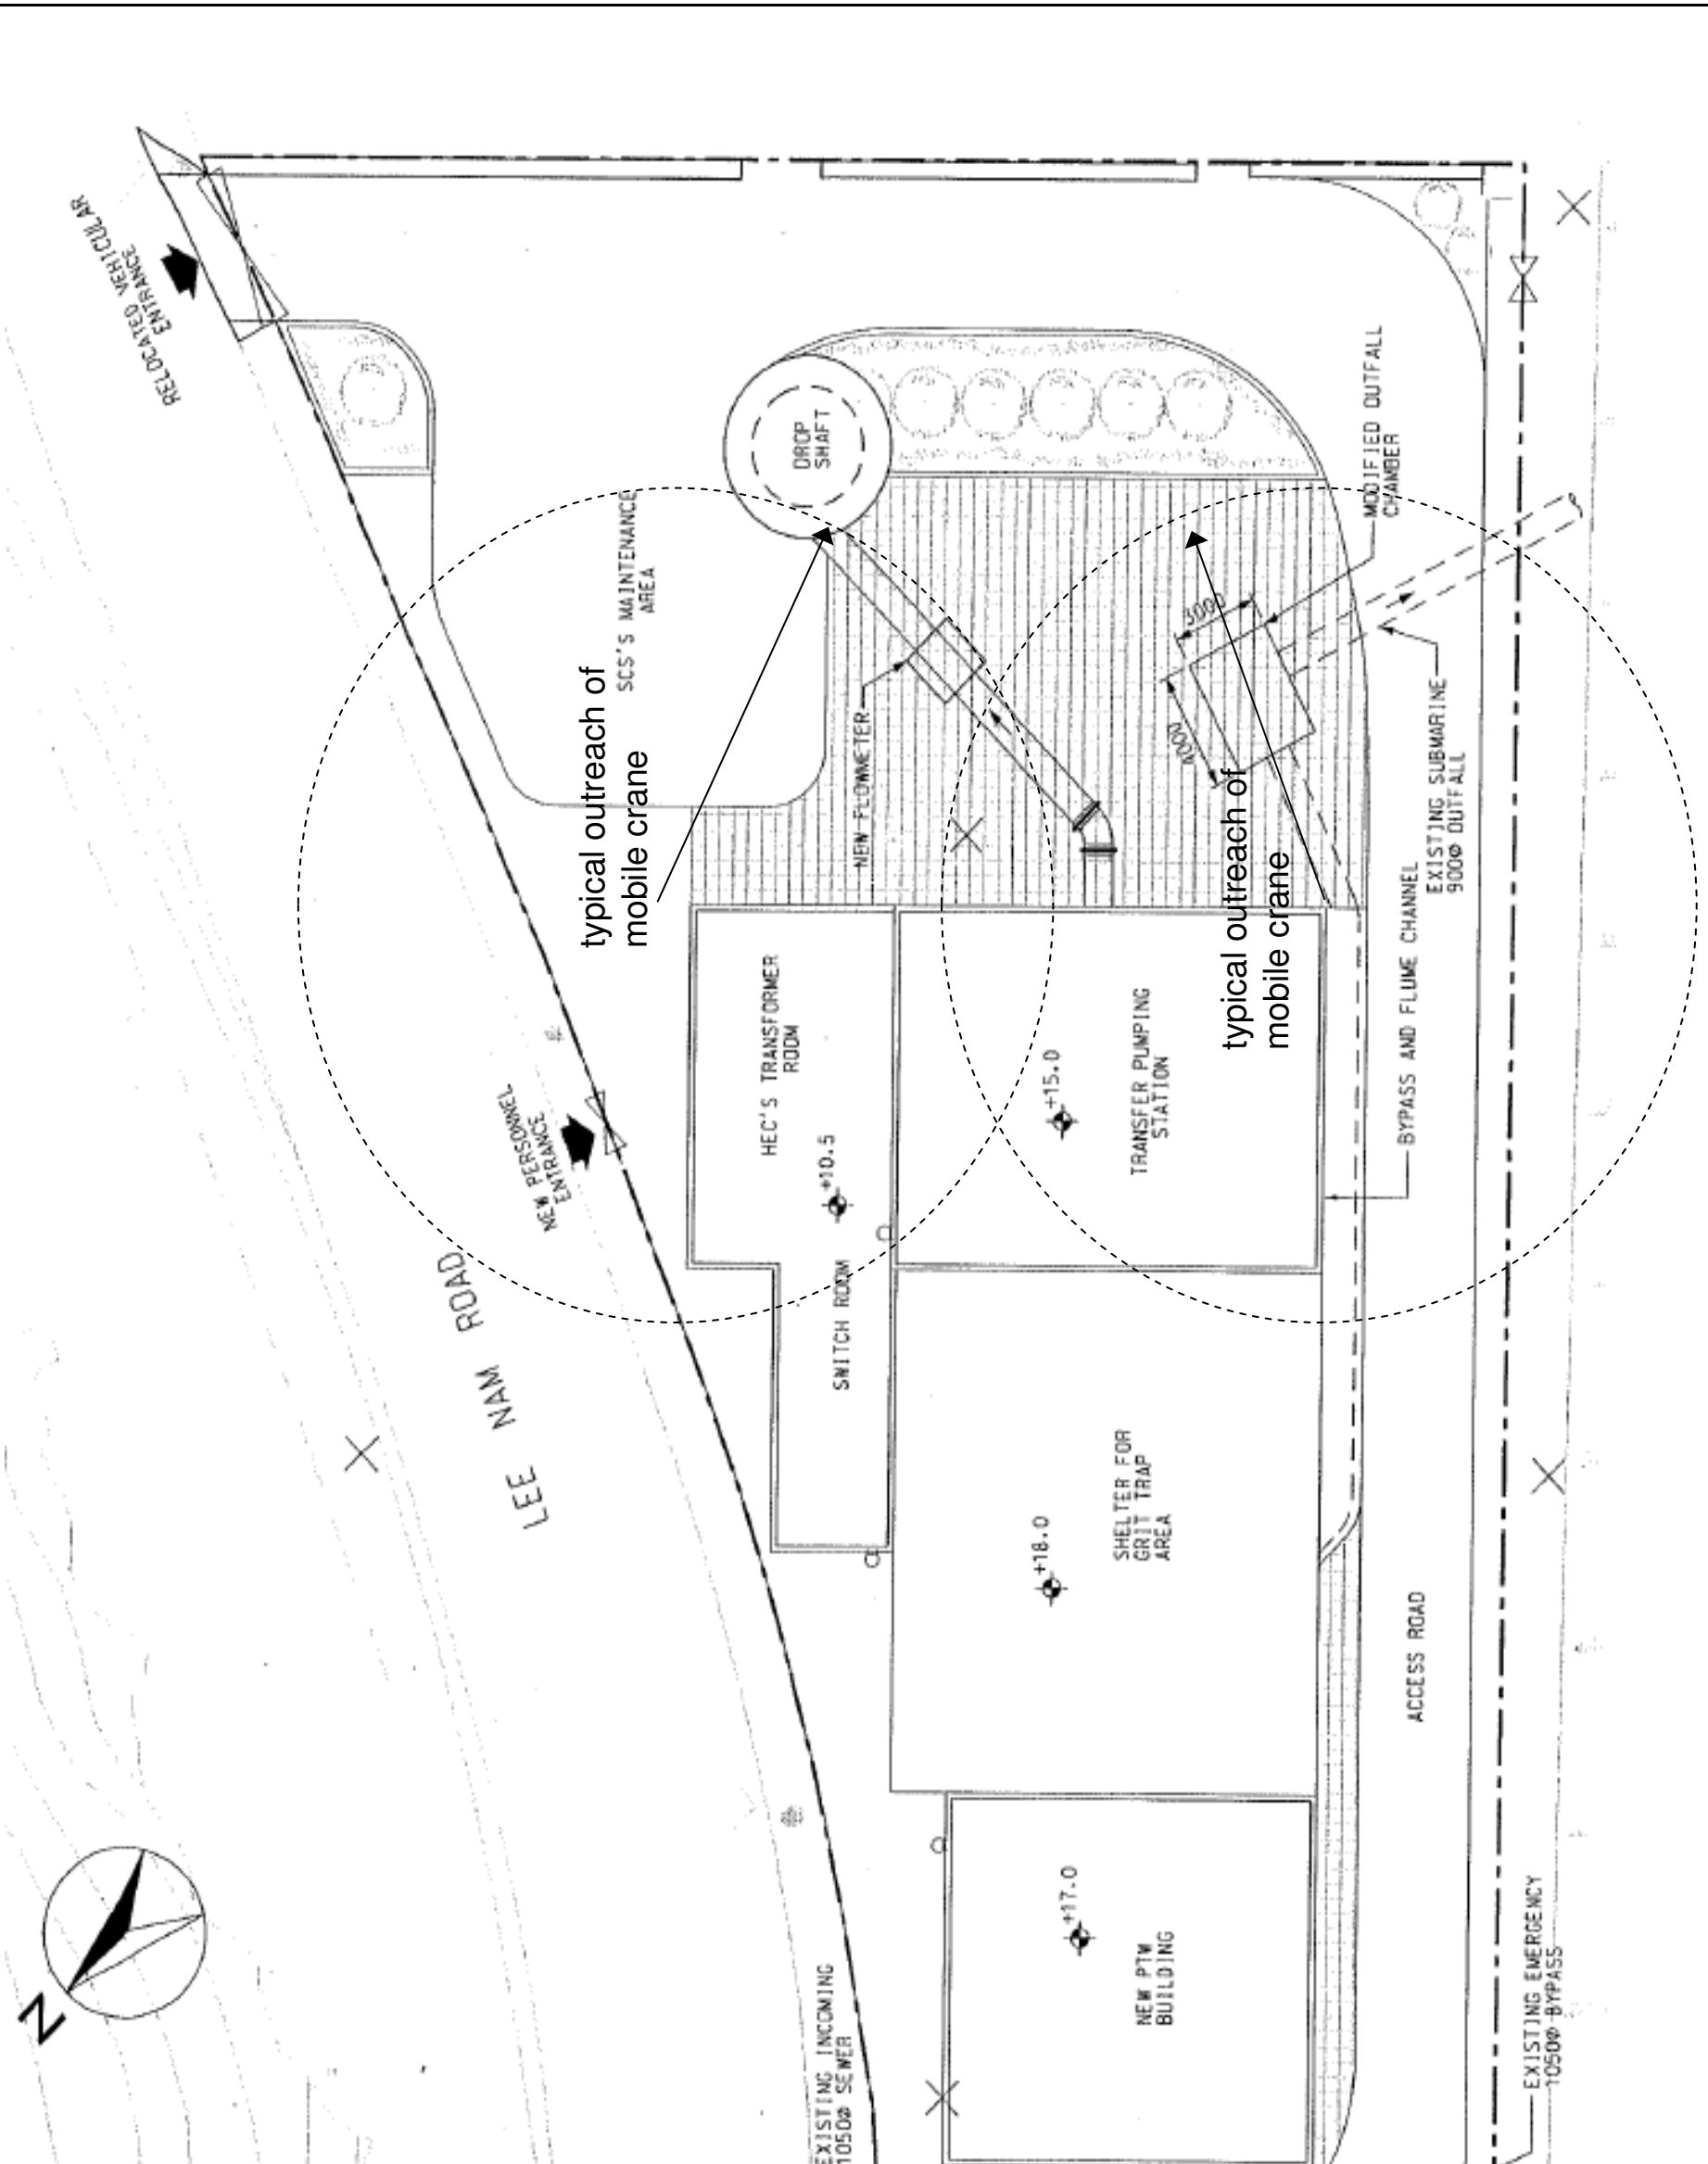 RELOCATED VEHICULAR
ENTRANCE
DROP
SHAFT
MODIFIED OUTFALL
CHAMBER
SCS'S MAINTENANCE
AREA
typical outreach of
mobile crane
NEW FLOWMETER
3000
4000
typical outreach of
mobile crane
EXISTING SUBMARINE
900Ø OUTFALL
BYPASS AND FLUME CHANNEL
HEC'S TRANSFORMER
ROOM
+10.5
SWITCH ROOM
+15.0
TRANSFER PUMPING
STATION
NEW PERSONNEL
ENTRANCE
LEE NAM ROAD
+18.0
SHELTER FOR
GRIT TRAP
AREA
ACCESS ROAD
+17.0
NEW PTW
BUILDING
N
EXISTING INCOMING
1050Ø SEWER
EXISTING EMERGENCY
1050Ø BYPASS